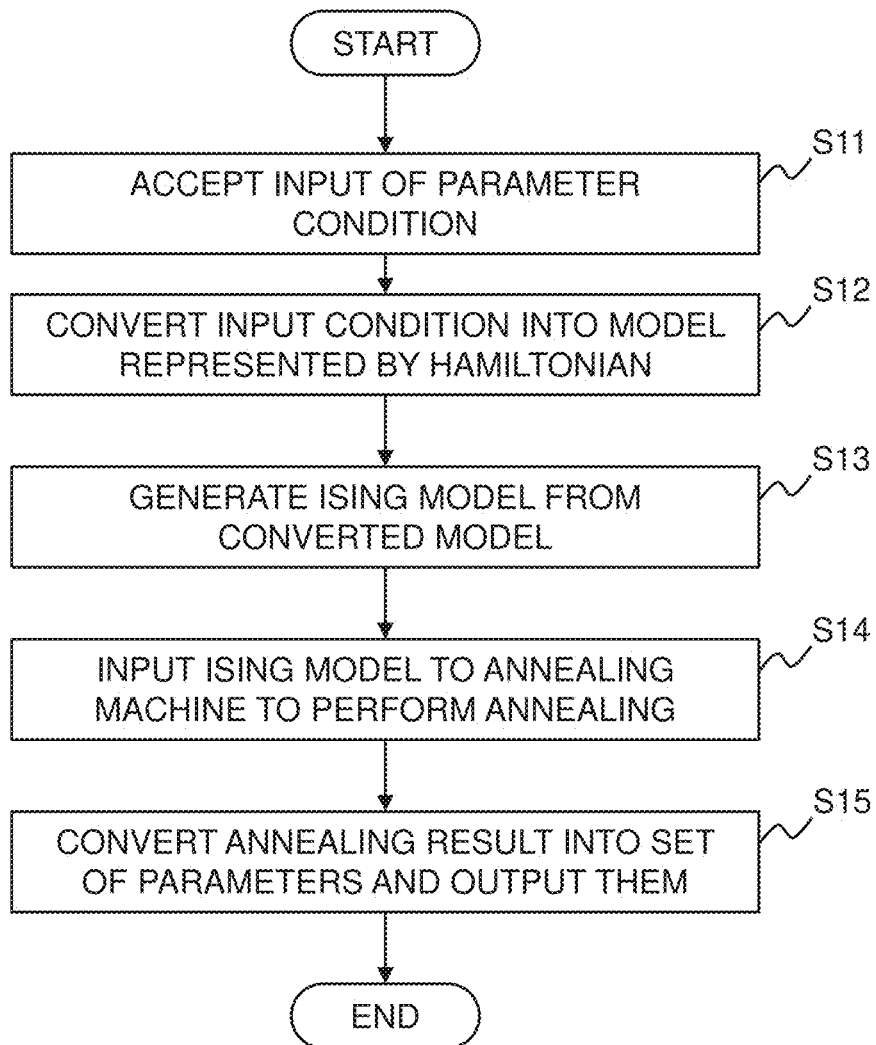 START
S11
ACCEPT INPUT OF PARAMETER
CONDITION
S12
CONVERT INPUT CONDITION INTO MODEL
REPRESENTED BY HAMILTONIAN
S13
GENERATE ISING MODEL FROM
CONVERTED MODEL
S14
INPUT ISING MODEL TO ANNEALING
MACHINE TO PERFORM ANNEALING
S15
CONVERT ANNEALING RESULT INTO SET
OF PARAMETERS AND OUTPUT THEM
END